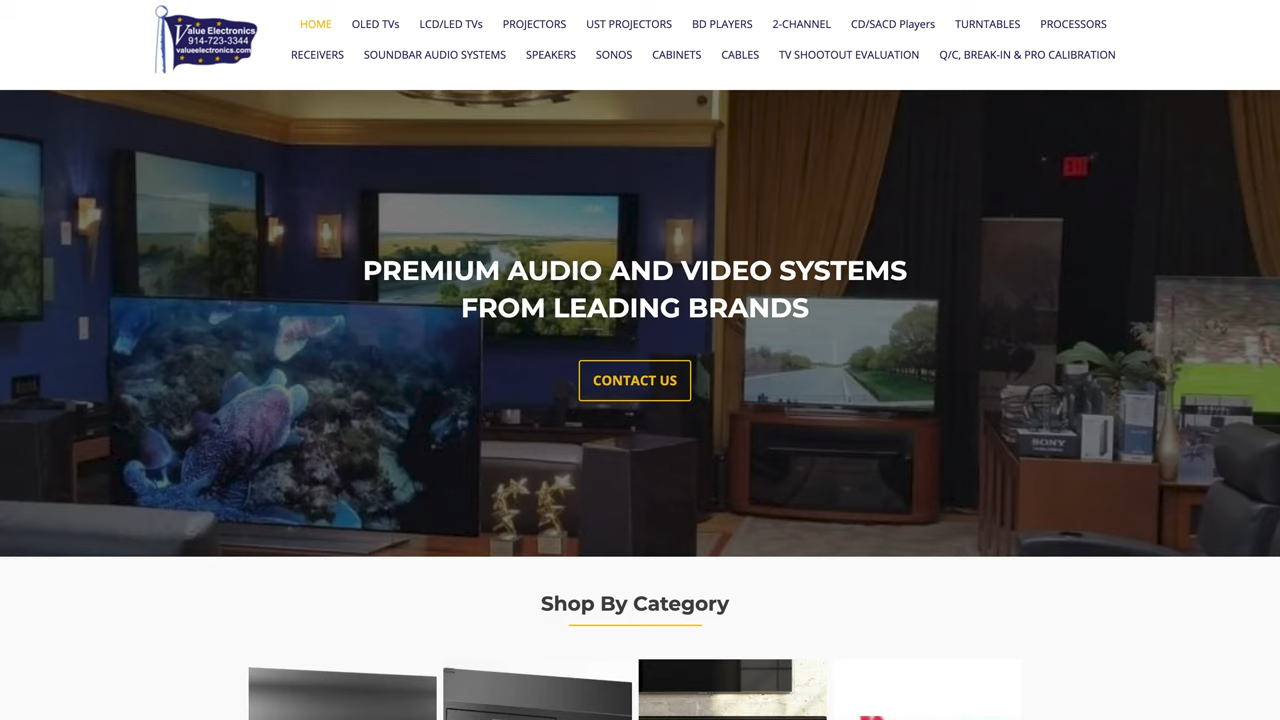 Value Electronics
914-723-3344
valueelectronics.com
HOME OLED TVs LCD/LED TVs PROJECTORS UST PROJECTORS BD PLAYERS 2-CHANNEL CD/SACD Players TURNTABLES PROCESSORS
RECEIVERS SOUNDBAR AUDIO SYSTEMS SPEAKERS SONOS CABINETS CABLES TV SHOOTOUT EVALUATION Q/C, BREAK-IN & PRO CALIBRATION
EXIT
PREMIUM AUDIO AND VIDEO SYSTEMS
FROM LEADING BRANDS
CONTACT US
SONY
Shop By Category